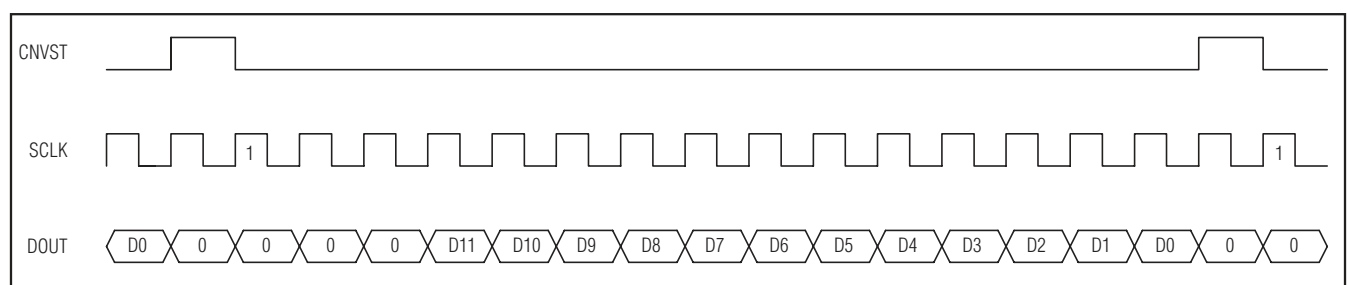 CNVST
SCLK 1 1
DOUT D0 0 0 0 0 D11 D10 D9 D8 D7 D6 D5 D4 D3 D2 D1 D0 0 0